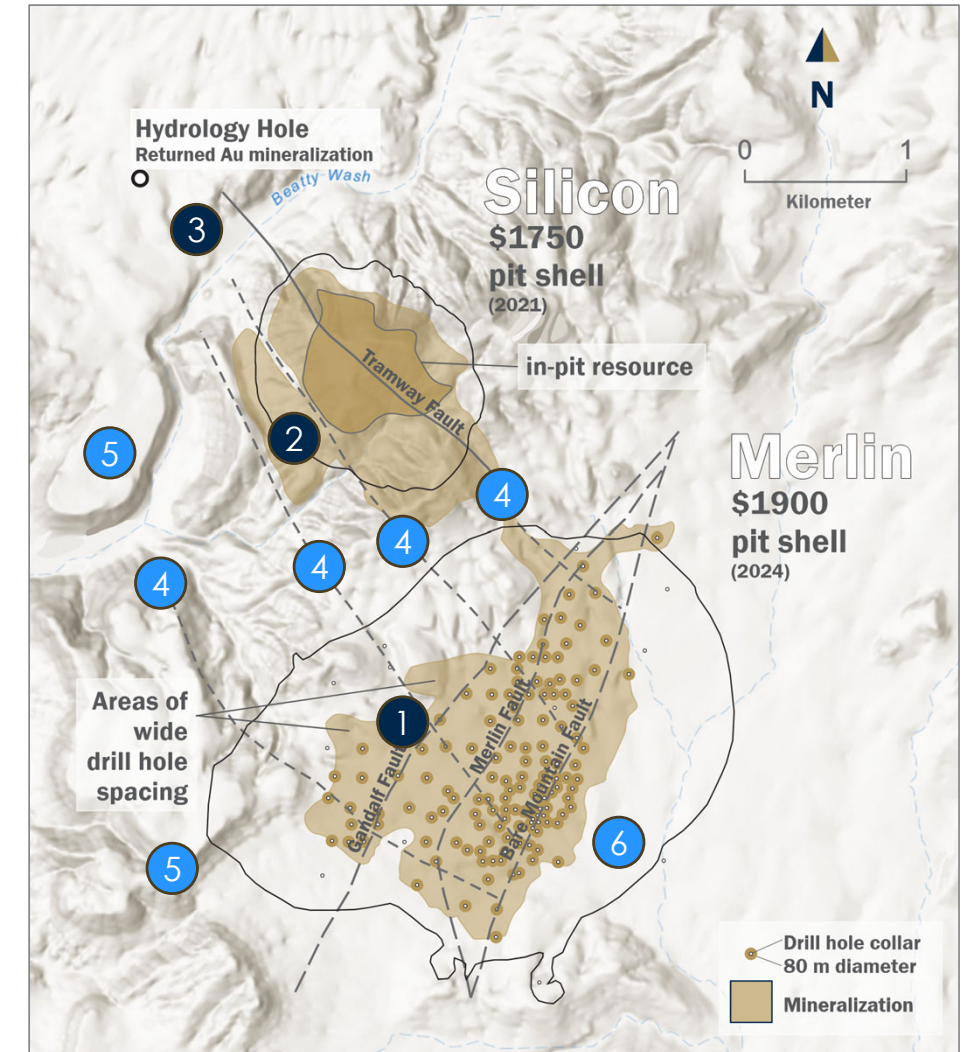 N
0 1
Kilometer
Hydrology Hole
Returned Au mineralization
Beatty Wash
Silicon
$1750
pit shell
(2021)
3
in-pit resource
Tramway Fault
2
5
Merlin
$1900
pit shell
(2024)
4
4
4
4
Areas of
wide
drill hole
spacing
1
Gandalf Fault
Merlin Fault
Bare Mountain Fault
6
5
Drill hole collar
80 m diameter
Mineralization